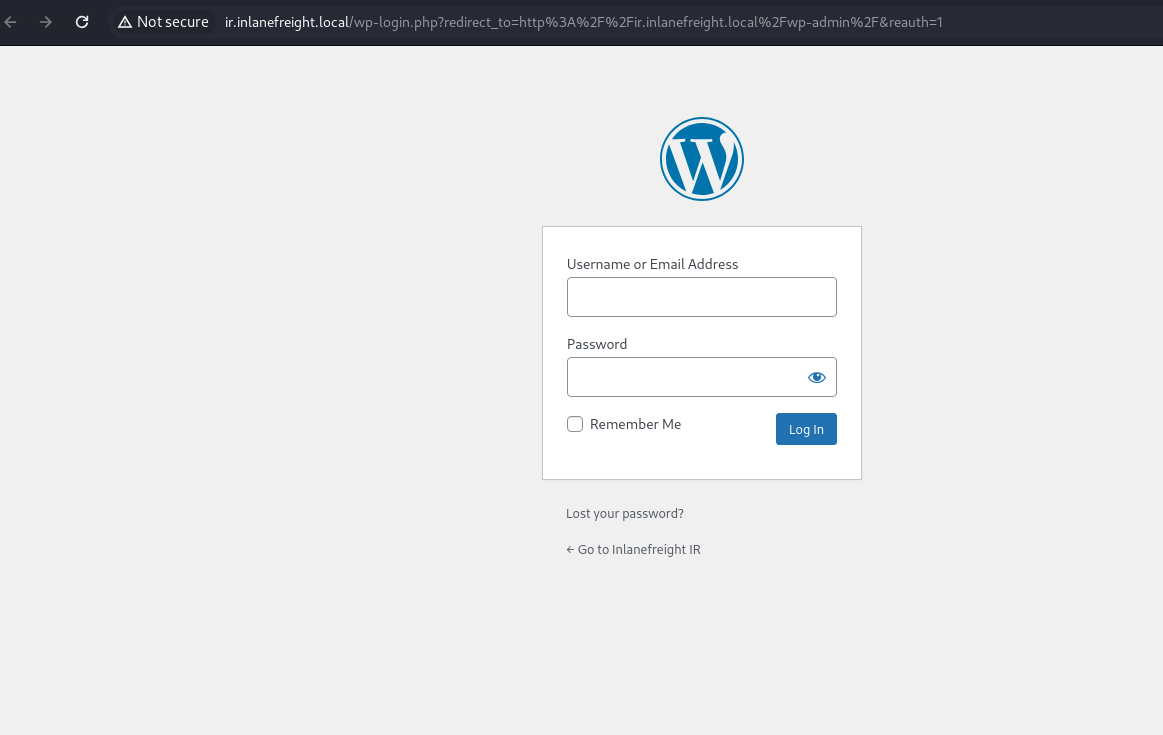 Not secure ir.inlanefreight.local/wp-login.php?redirect_to=http%3A%2F%2Fir.inlanefreight.local%2Fwp-admin%2F&reauth=1
Username or Email Address
Password
Remember Me Log In
Lost your password?
← Go to Inlanefreight IR